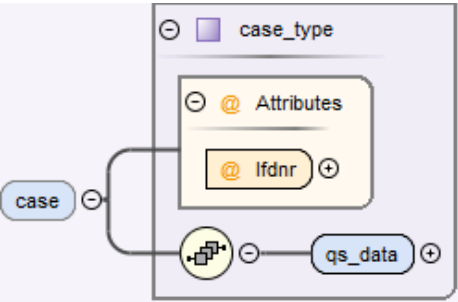 case_type
@ Attributes
@ lfdnr
case
qs_data